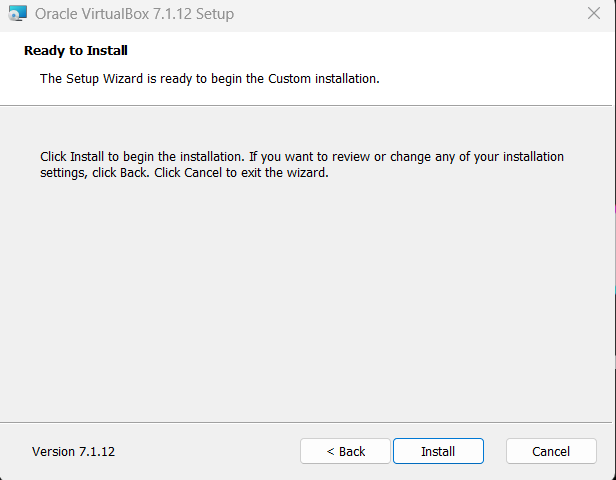 Oracle VirtualBox 7.1.12 Setup
Ready to Install
The Setup Wizard is ready to begin the Custom installation.
Click Install to begin the installation. If you want to review or change any of your installation
settings, click Back. Click Cancel to exit the wizard.
Version 7.1.12
< Back
Install
Cancel